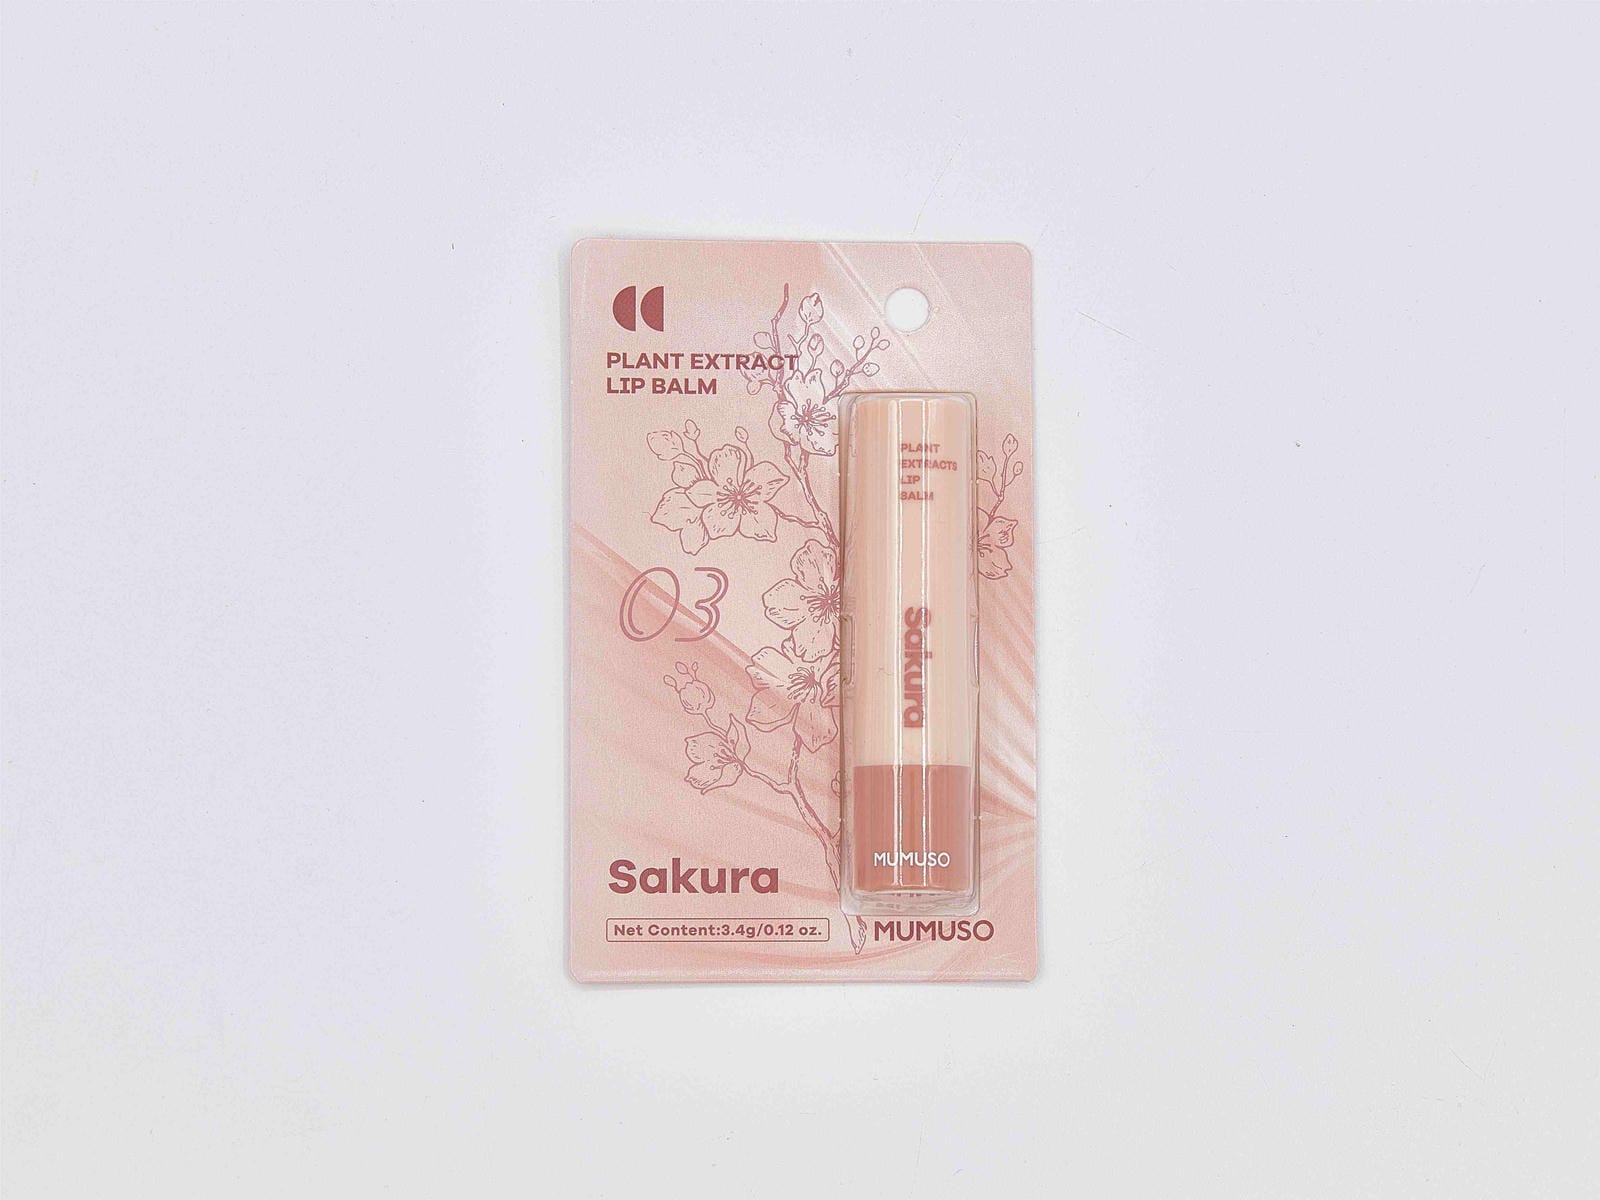 PLANT EXTRACT
LIP BALM
PLANT
EXTRACTS
LIP
BALM
03
Sakura
Sakura
MUMUSO
Net Content:3.4g/0.12 oz.
MUMUSO